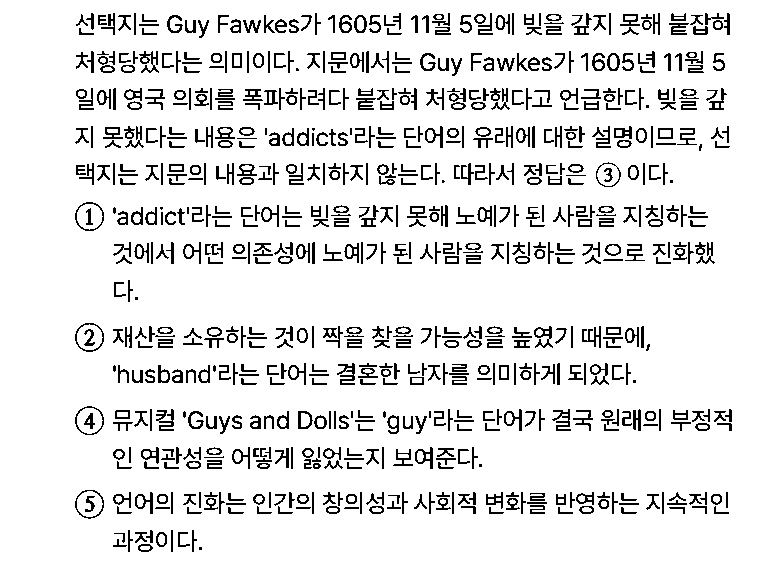 선택지는 Guy Fawkes가 1605년 11월 5일에 빚을 갚지 못해 붙잡혀
처형당했다는 의미이다. 지문에서는 Guy Fawkes가 1605년 11월 5
일에 영국 의회를 폭파하려다 붙잡혀 처형당했다고 언급한다. 빚을 갚
지 못했다는 내용은 'addicts'라는 단어의 유래에 대한 설명이므로, 선
택지는 지문의 내용과 일치하지 않는다. 따라서 정답은 ③ 이다.
① 'addict'라는 단어는 빚을 갚지 못해 노예가 된 사람을 지칭하는
것에서 어떤 의존성에 노예가 된 사람을 지칭하는 것으로 진화했
다.
② 재산을 소유하는 것이 짝을 찾을 가능성을 높였기 때문에,
'husband'라는 단어는 결혼한 남자를 의미하게 되었다.
④ 뮤지컬 'Guys and Dolls'는 'guy'라는 단어가 결국 원래의 부정적
인 연관성을 어떻게 잃었는지 보여준다.
⑤ 언어의 진화는 인간의 창의성과 사회적 변화를 반영하는 지속적인
과정이다.